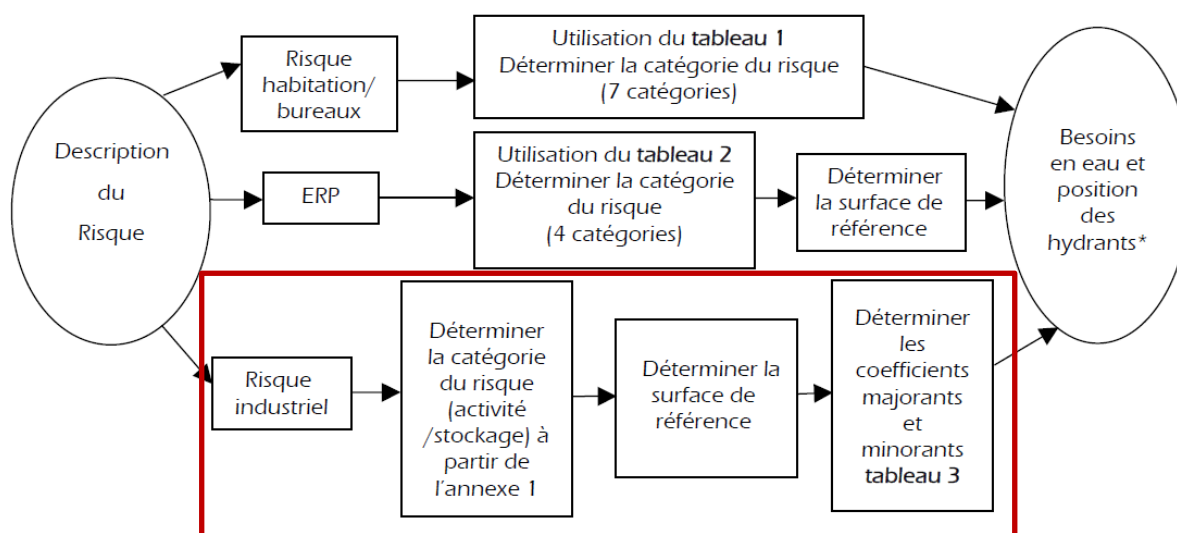 Description
du
Risque
Risque
habitation/
bureaux
Utilisation du tableau 1
Déterminer la catégorie du risque
(7 catégories)
ERP
Utilisation du tableau 2
Déterminer la catégorie
du risque
(4 catégories)
Déterminer
la surface de
référence
Risque
industriel
Déterminer
la catégorie
du risque
(activité
/stockage) à
partir de
l'annexe 1
Déterminer la
surface de
référence
Déterminer
les
coefficients
majorants
et
minorants
tableau 3
Besoins
en eau et
position
des
hydrants*